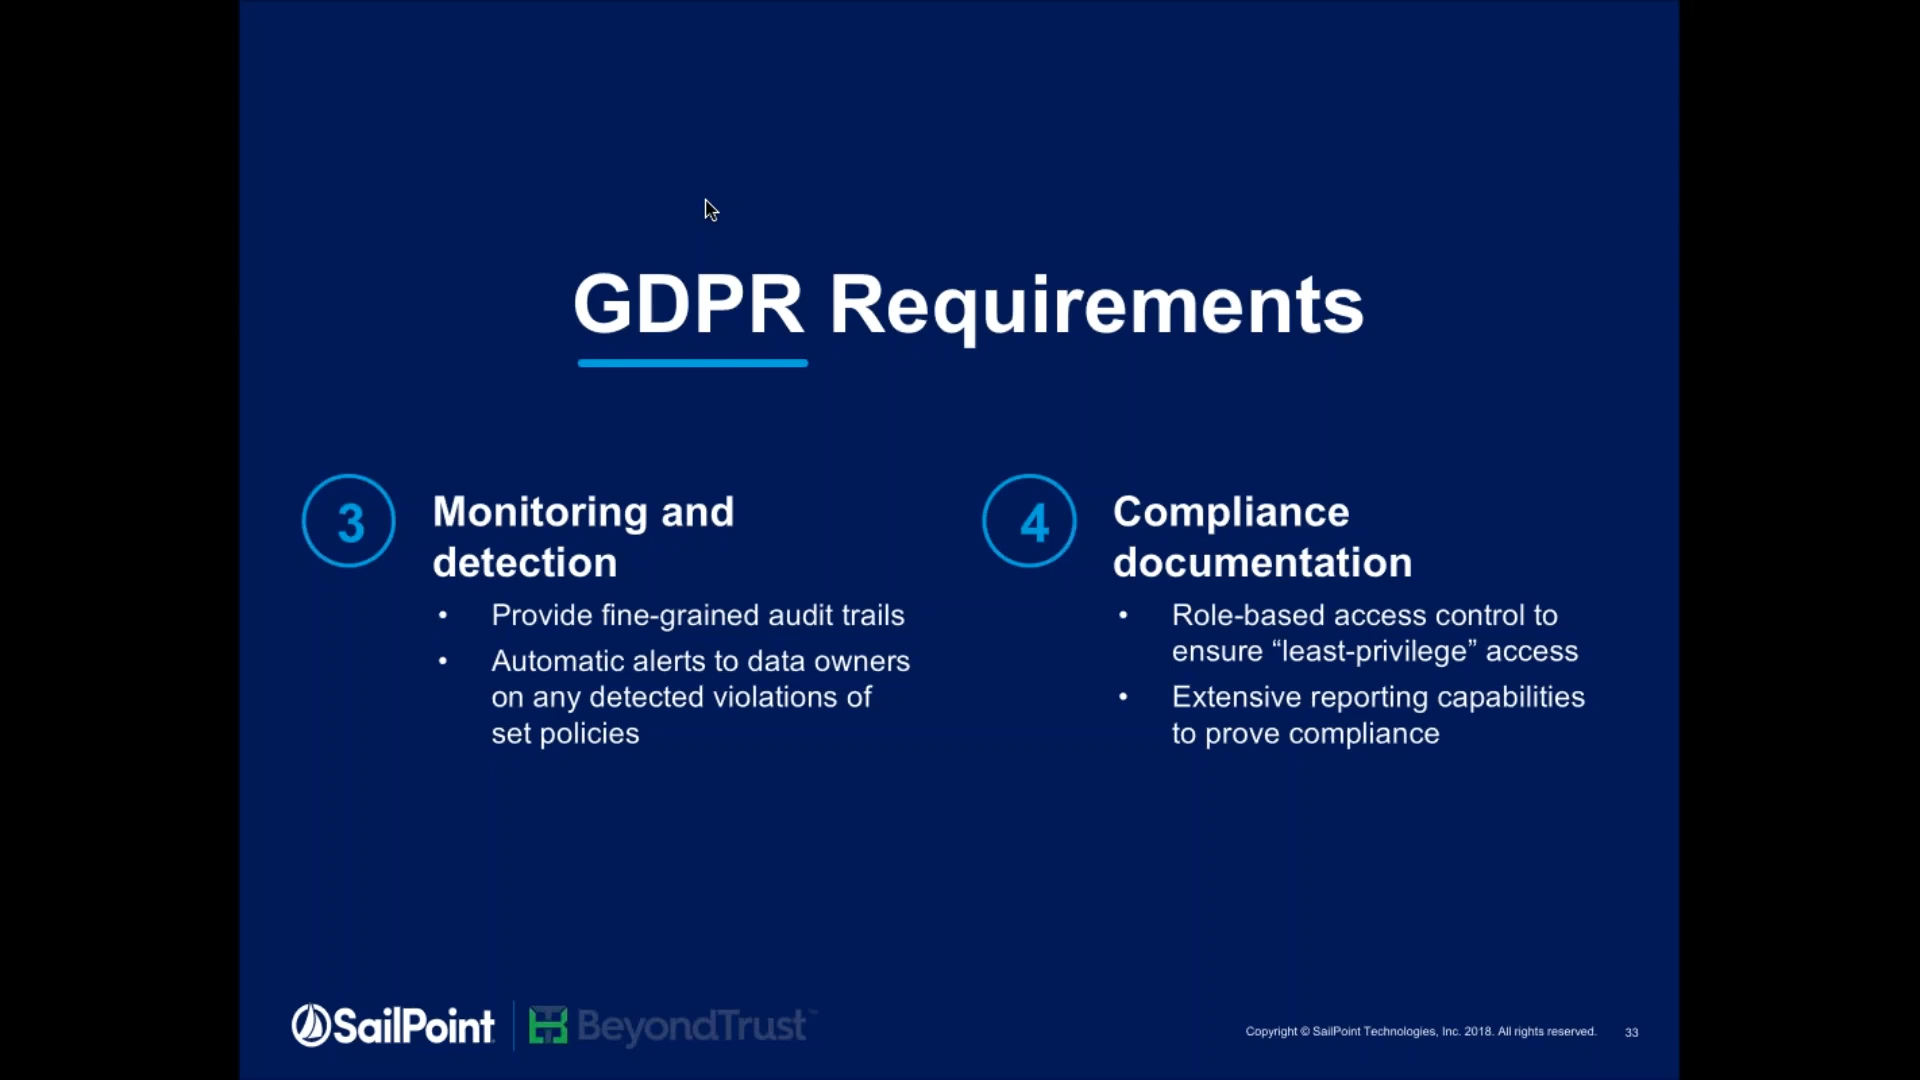 GDPR Requirements
3
Monitoring and
detection
• Provide fine-grained audit trails
• Automatic alerts to data owners
on any detected violations of
set policies
4
Compliance
documentation
• Role-based access control to
ensure “least-privilege” access
• Extensive reporting capabilities
to prove compliance
SailPoint
BeyondTrust™
Copyright © SailPoint Technologies, Inc. 2018. All rights reserved. 33